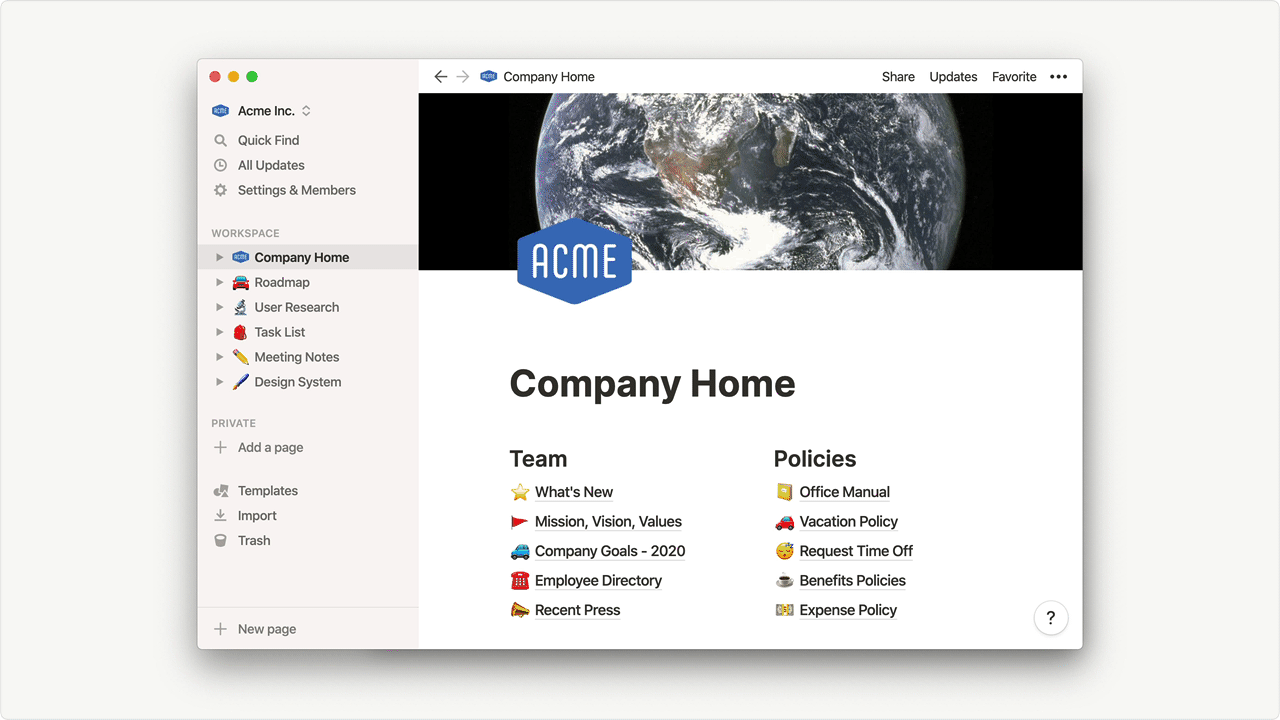 ACME Company Home
Share Updates Favorite •••
ACME Acme Inc.
Quick Find
All Updates
Settings & Members
WORKSPACE
ACME Company Home
Roadmap
User Research
Task List
Meeting Notes
Design System
PRIVATE
+ Add a page
Templates
Import
Trash
+ New page
ACME
Company Home
Team
What's New
Mission, Vision, Values
Company Goals - 2020
Employee Directory
Recent Press
Policies
Office Manual
Vacation Policy
Request Time Off
Benefits Policies
Expense Policy
?